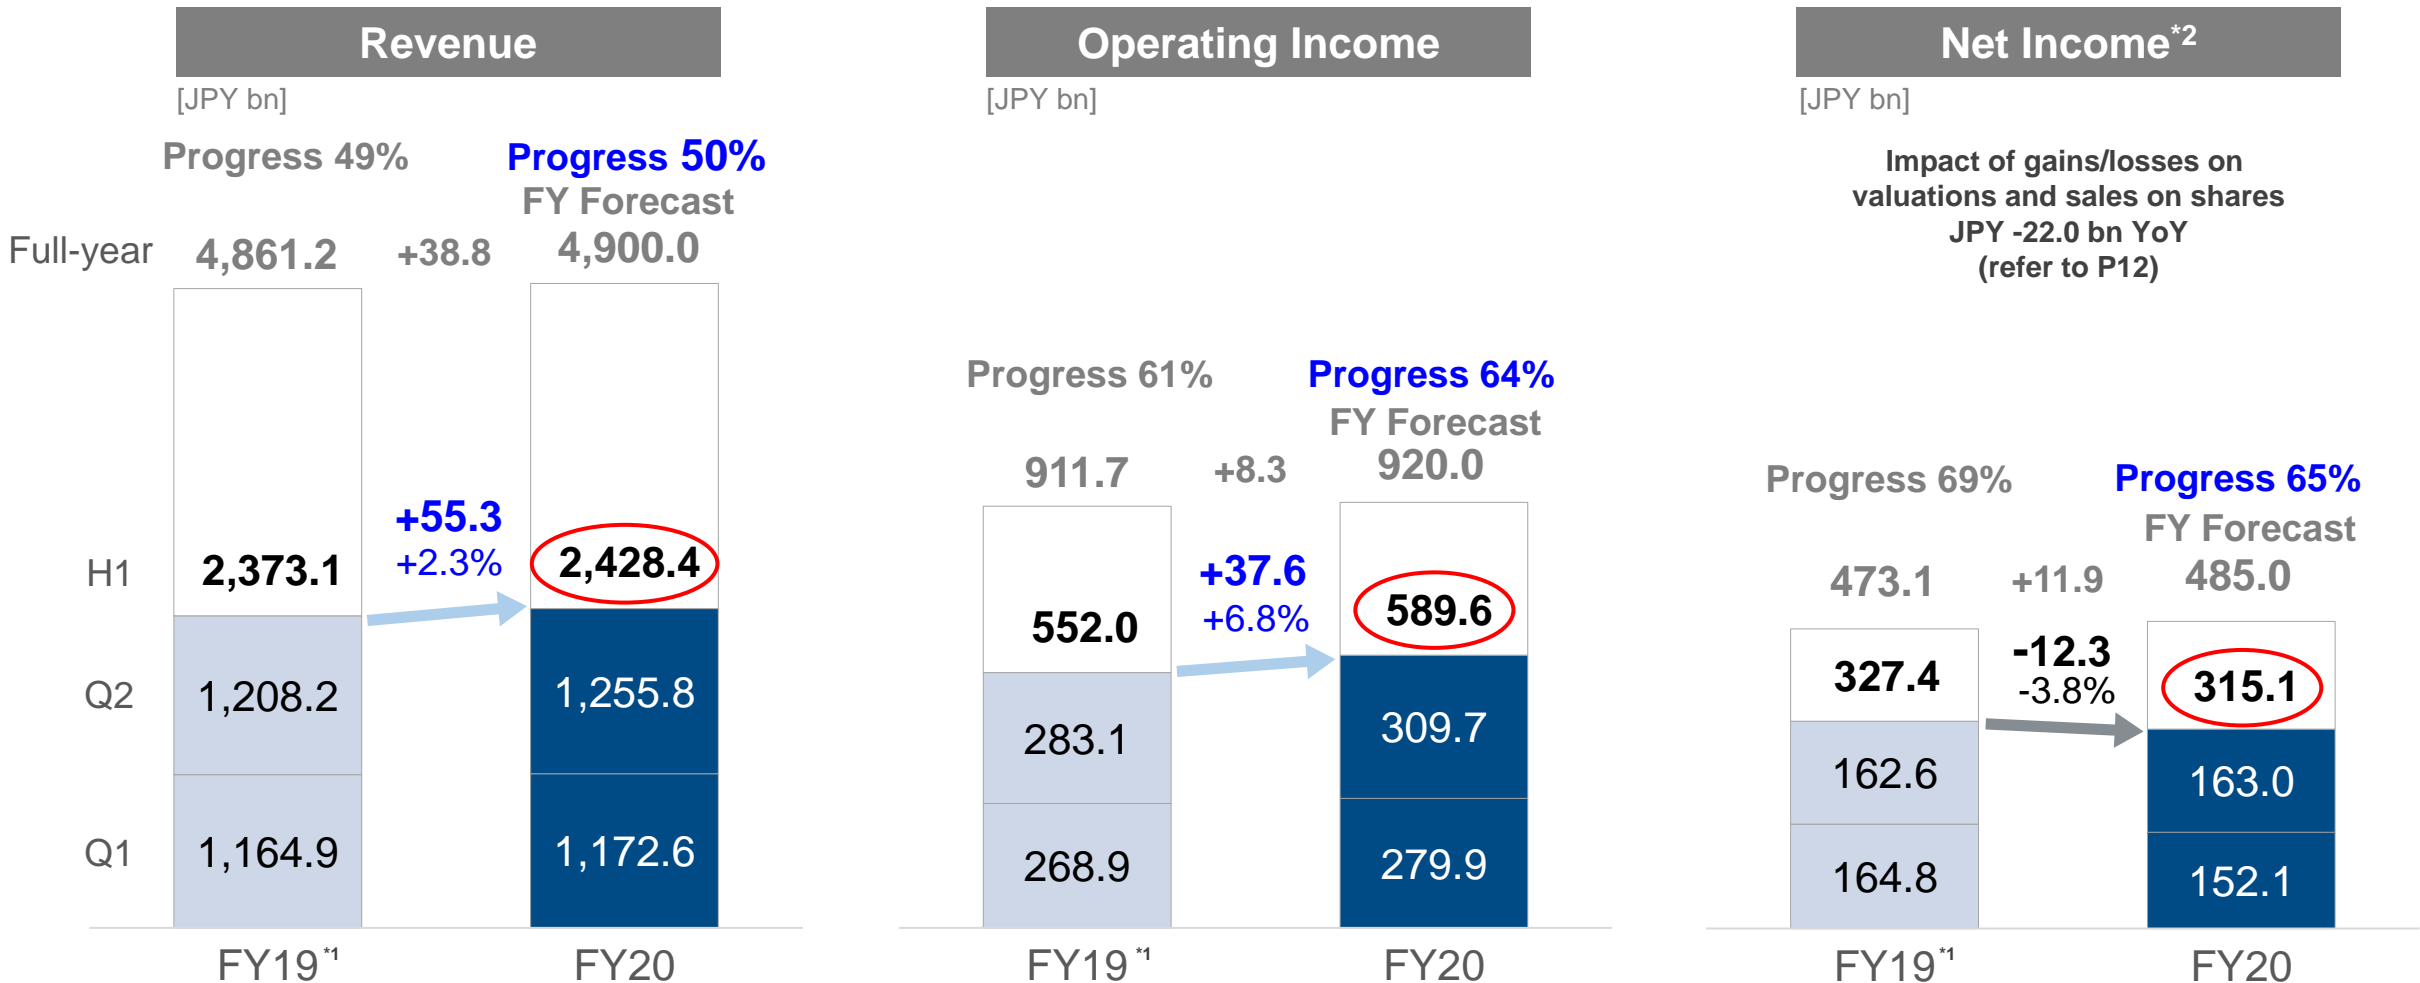 Revenue
[JPY bn]
Progress 49%
Progress 50%
FY Forecast
Full-year
4,861.2
+38.8
4,900.0
+55.3
+2.3%
H1
2,373.1
2,428.4
Q2
1,208.2
1,255.8
Q1
1,164.9
1,172.6
FY19*1
FY20
Operating Income
[JPY bn]
Progress 61%
Progress 64%
FY Forecast
911.7
+8.3
920.0
+37.6
+6.8%
552.0
589.6
283.1
309.7
268.9
279.9
FY19*1
FY20
Net Income*2
[JPY bn]
Impact of gains/losses on
valuations and sales on shares
JPY -22.0 bn YoY
(refer to P12)
Progress 69%
Progress 65%
FY Forecast
473.1
+11.9
485.0
-12.3
-3.8%
327.4
315.1
162.6
163.0
164.8
152.1
FY19*1
FY20